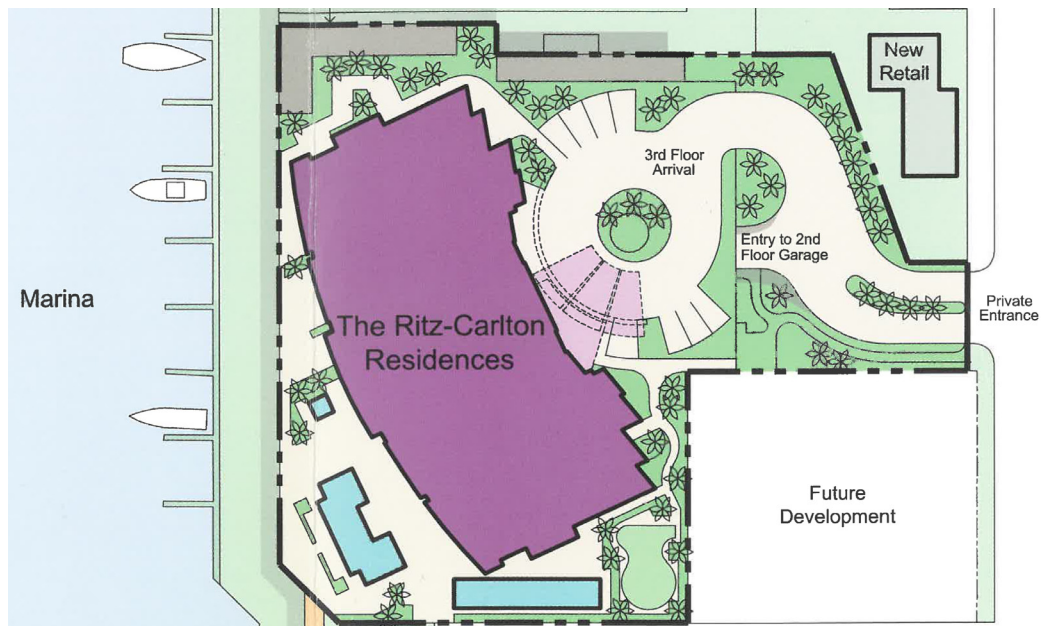 New
Retail
3rd Floor
Arrival
Entry to 2nd
Floor Garage
Marina
Private
Entrance
The Ritz-Carlton
Residences
Future
Development